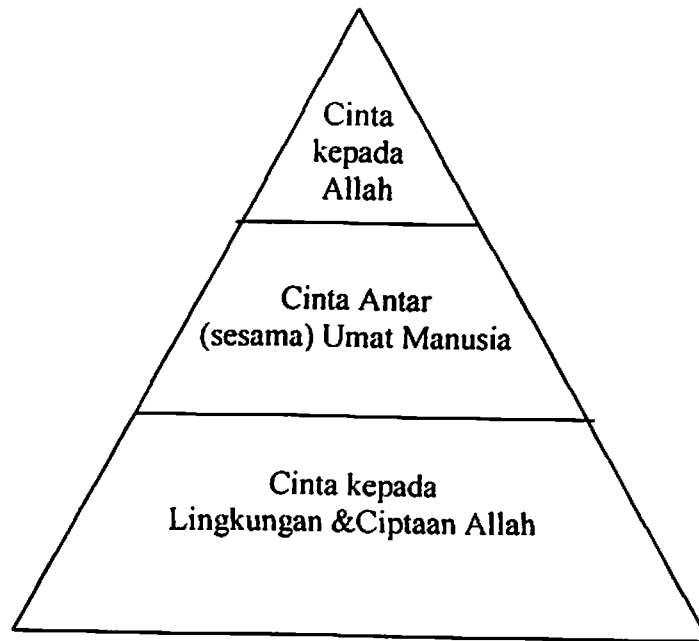 Cinta
kepada
Allah
Cinta Antar
(sesama) Umat Manusia
Cinta kepada
Lingkungan &Ciptaan Allah